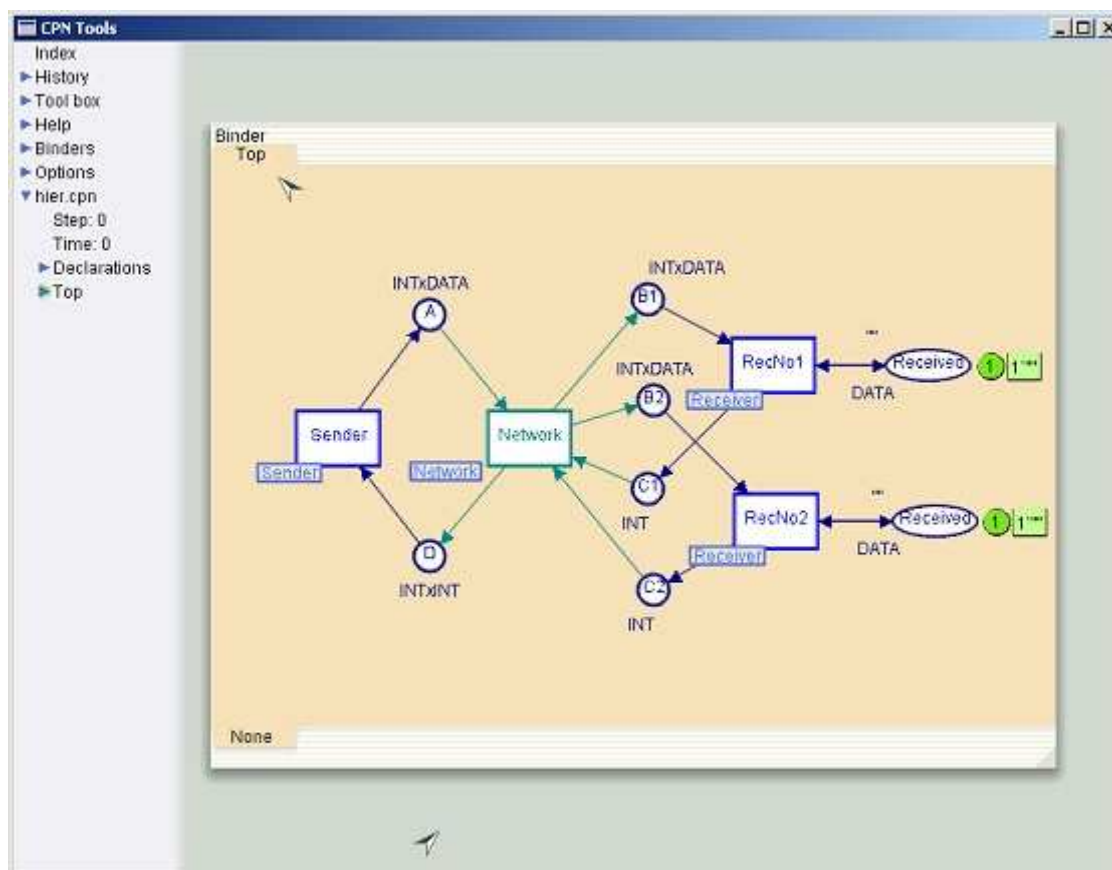 CPN Tools
Index
History
Tool box
Help
Binders
Options
hier.cpn
Step: 0
Time: 0
Declarations
Top
Binder
Top
INTxDATA
A
INTxDATA
B1
RecNo1
Receiver
""
Received
1
1`""
DATA
INTxDATA
B2
Sender
Sender
Network
Network
C1
INT
RecNo2
Receiver
""
Received
1
1`""
DATA
D
INTxINT
C2
INT
None